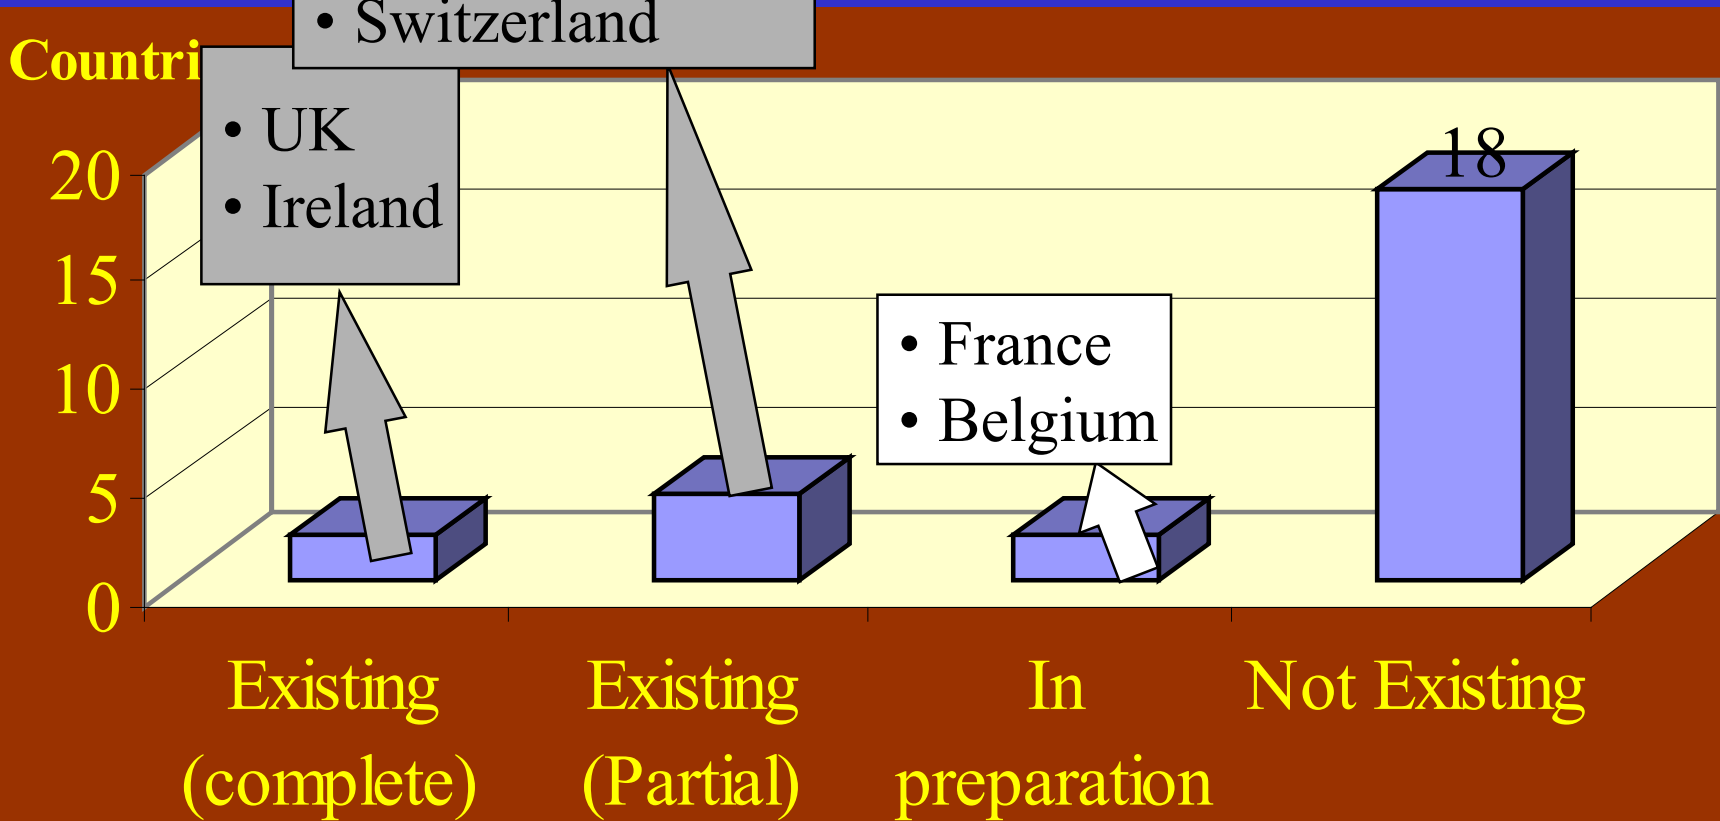 • Switzerland
Countri
• UK
• Ireland
18
20
15
10
5
0
• France
• Belgium
Existing (complete)
Existing (Partial)
In preparation
Not Existing